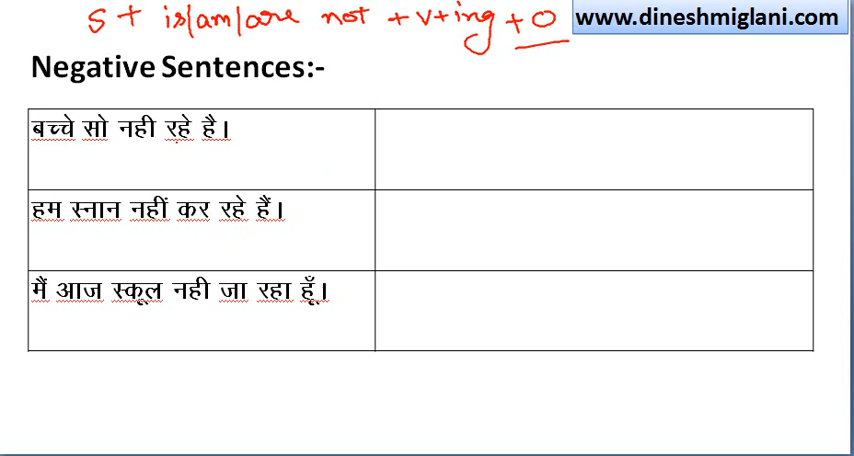 S + is/am/are not + v+ing + O
www.dineshmiglani.com
Negative Sentences:-
बच्चे सो नही रहे है।
हम स्नान नहीं कर रहे हैं।
मैं आज स्कूल नही जा रहा हूँ।